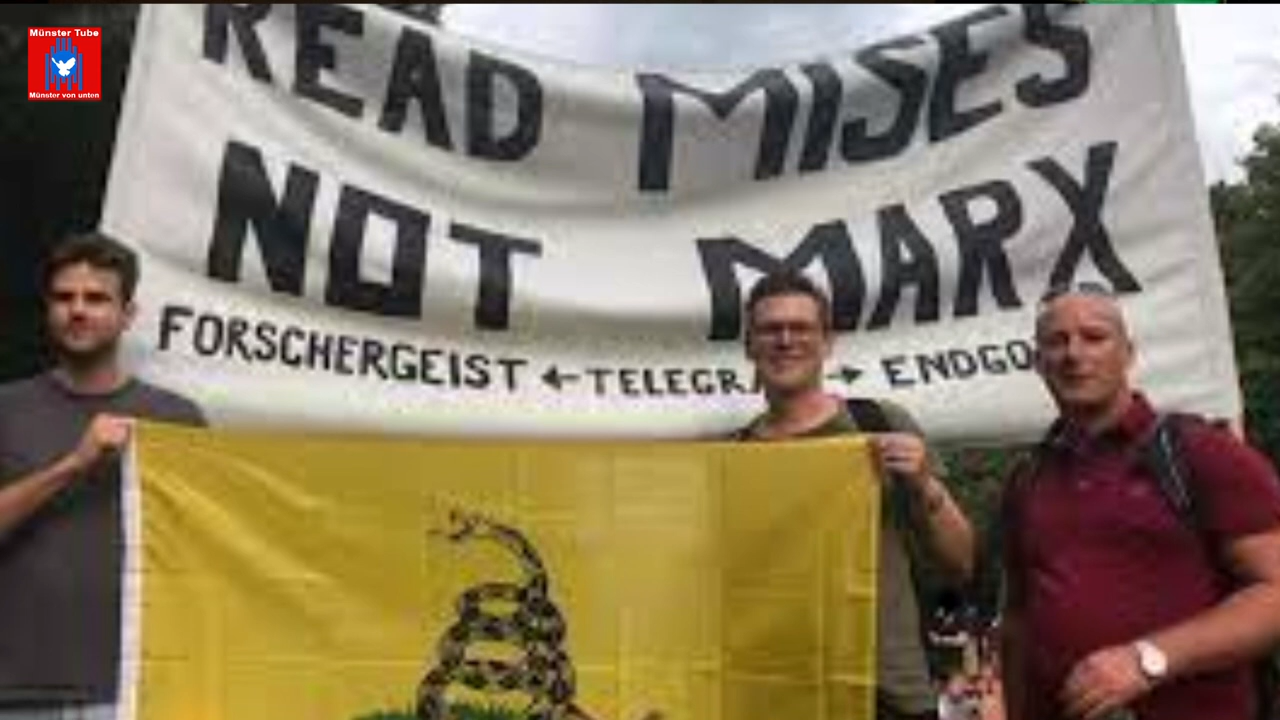 Münster Tube
Münster von unten
READ MISES
NOT MARX
FORSCHERGEIST ← →